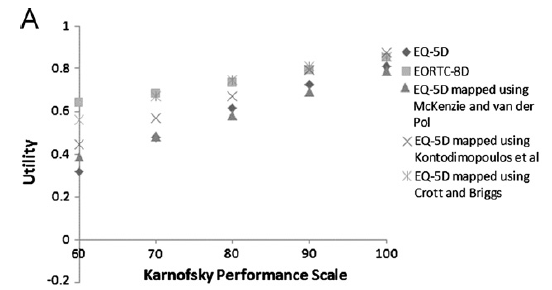 A
1
0.8
0.6
0.4
0.2
0
-0.2
Utility
60
70
80
90
100
Karnofsky Performance Scale
EQ-5D
EORTC-8D
EQ-5D mapped using
McKenzie and van der
Pol
EQ-5D mapped using
Kontodimopoulos et al
EQ-5D mapped using
Crott and Briggs